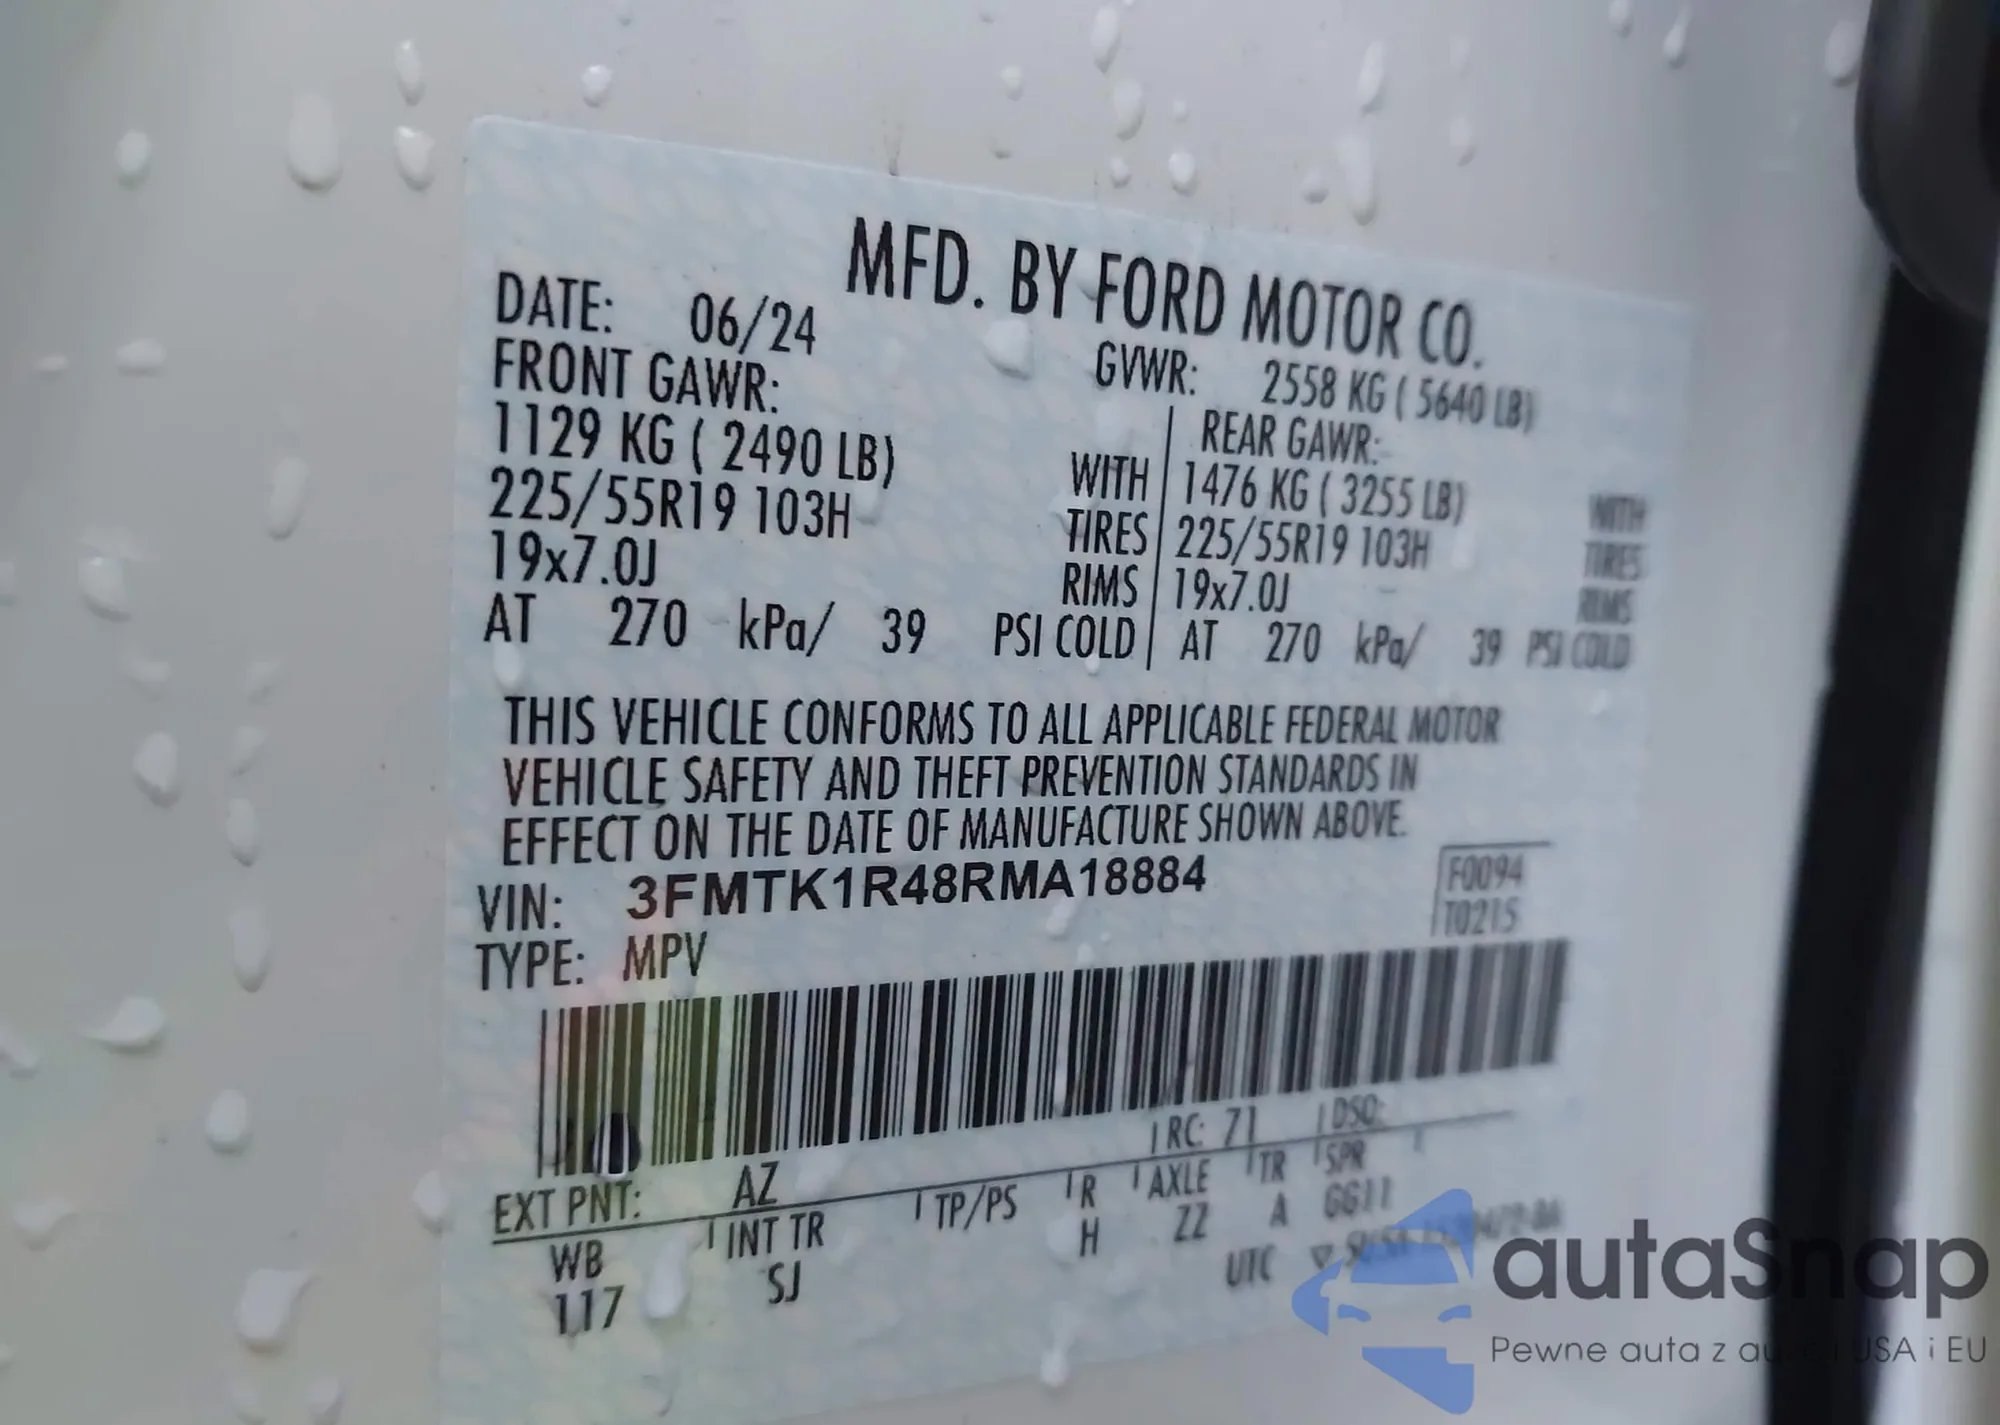 MFD. BY FORD MOTOR CO.
DATE: 06/24
GVWR: 2558 KG ( 5640 LB)
FRONT GAWR:
REAR GAWR:
1129 KG ( 2490 LB) WITH 1476 KG ( 3255 LB) WITH
225/55R19 103H TIRES 225/55R19 103H TIRES
19x7.0J RIMS 19x7.0J RIMS
AT 270 kPa/ 39 PSI COLD AT 270 kPa/ 39 PSI COLD
THIS VEHICLE CONFORMS TO ALL APPLICABLE FEDERAL MOTOR
VEHICLE SAFETY AND THEFT PREVENTION STANDARDS IN
EFFECT ON THE DATE OF MANUFACTURE SHOWN ABOVE.
VIN: 3FMTK1R48RMA18884
F0094
T0215
TYPE: MPV
EXT PNT: AZ RC: 71 DSO:
WB INT TR TP/PS R AXLE TR SPR
117 SJ H ZZ A GG11
UTC
autaSnap
Pewne auta z aukcji USA i EU